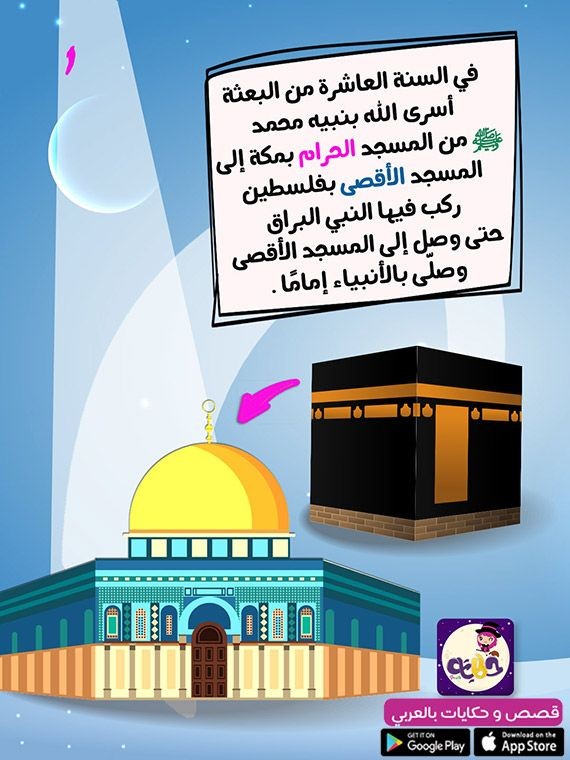 في السنة العاشرة من البعثة
أسرى الله بنبيه محمد
ﷺ من المسجد الحرام بمكة إلى
المسجد الأقصى بفلسطين
ركب فيها النبي البراق
حتى وصل إلى المسجد الأقصى
وصلّى بالأنبياء إمامًا .
حكاية
قصص و حكايات بالعربي
GET IT ON
Google Play
Download on the
App Store